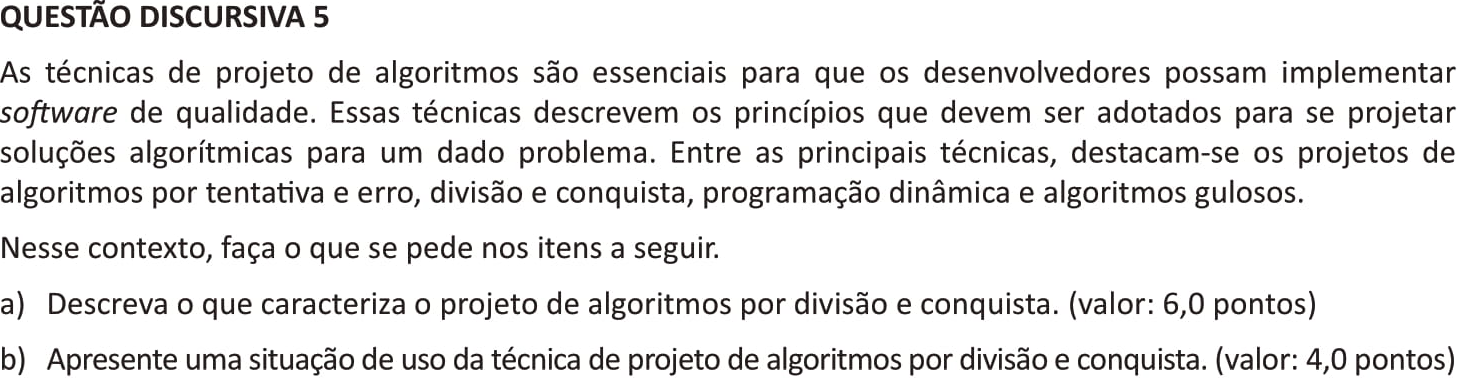 QUESTÃO DISCURSIVA 5
As técnicas de projeto de algoritmos são essenciais para que os desenvolvedores possam implementar
software de qualidade. Essas técnicas descrevem os princípios que devem ser adotados para se projetar
soluções algorítmicas para um dado problema. Entre as principais técnicas, destacam-se os projetos de
algoritmos por tentativa e erro, divisão e conquista, programação dinâmica e algoritmos gulosos.
Nesse contexto, faça o que se pede nos itens a seguir.
a) Descreva o que caracteriza o projeto de algoritmos por divisão e conquista. (valor: 6,0 pontos)
b) Apresente uma situação de uso da técnica de projeto de algoritmos por divisão e conquista. (valor: 4,0 pontos)